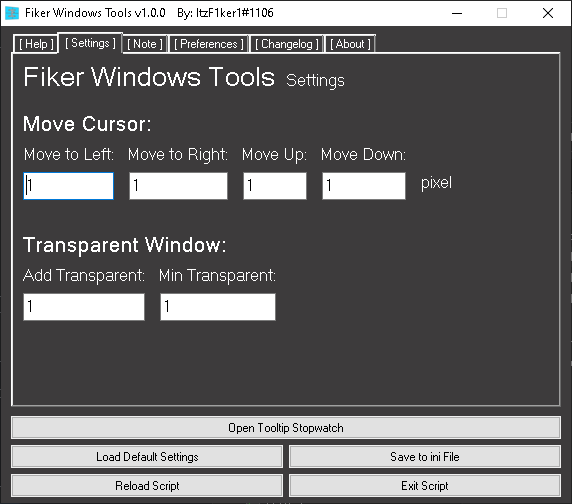 Fiker Windows Tools v1.0.0 By: ItzF1ker1#1106
[ Help ] [ Settings ] [ Note ] [ Preferences ] [ Changelog ] [ About ]
Fiker Windows Tools Settings
Move Cursor:
Move to Left: Move to Right: Move Up: Move Down:
1 1 1 1 pixel
Transparent Window:
Add Transparent: Min Transparent:
1 1
Open Tooltip Stopwatch
Load Default Settings Save to ini File
Reload Script Exit Script